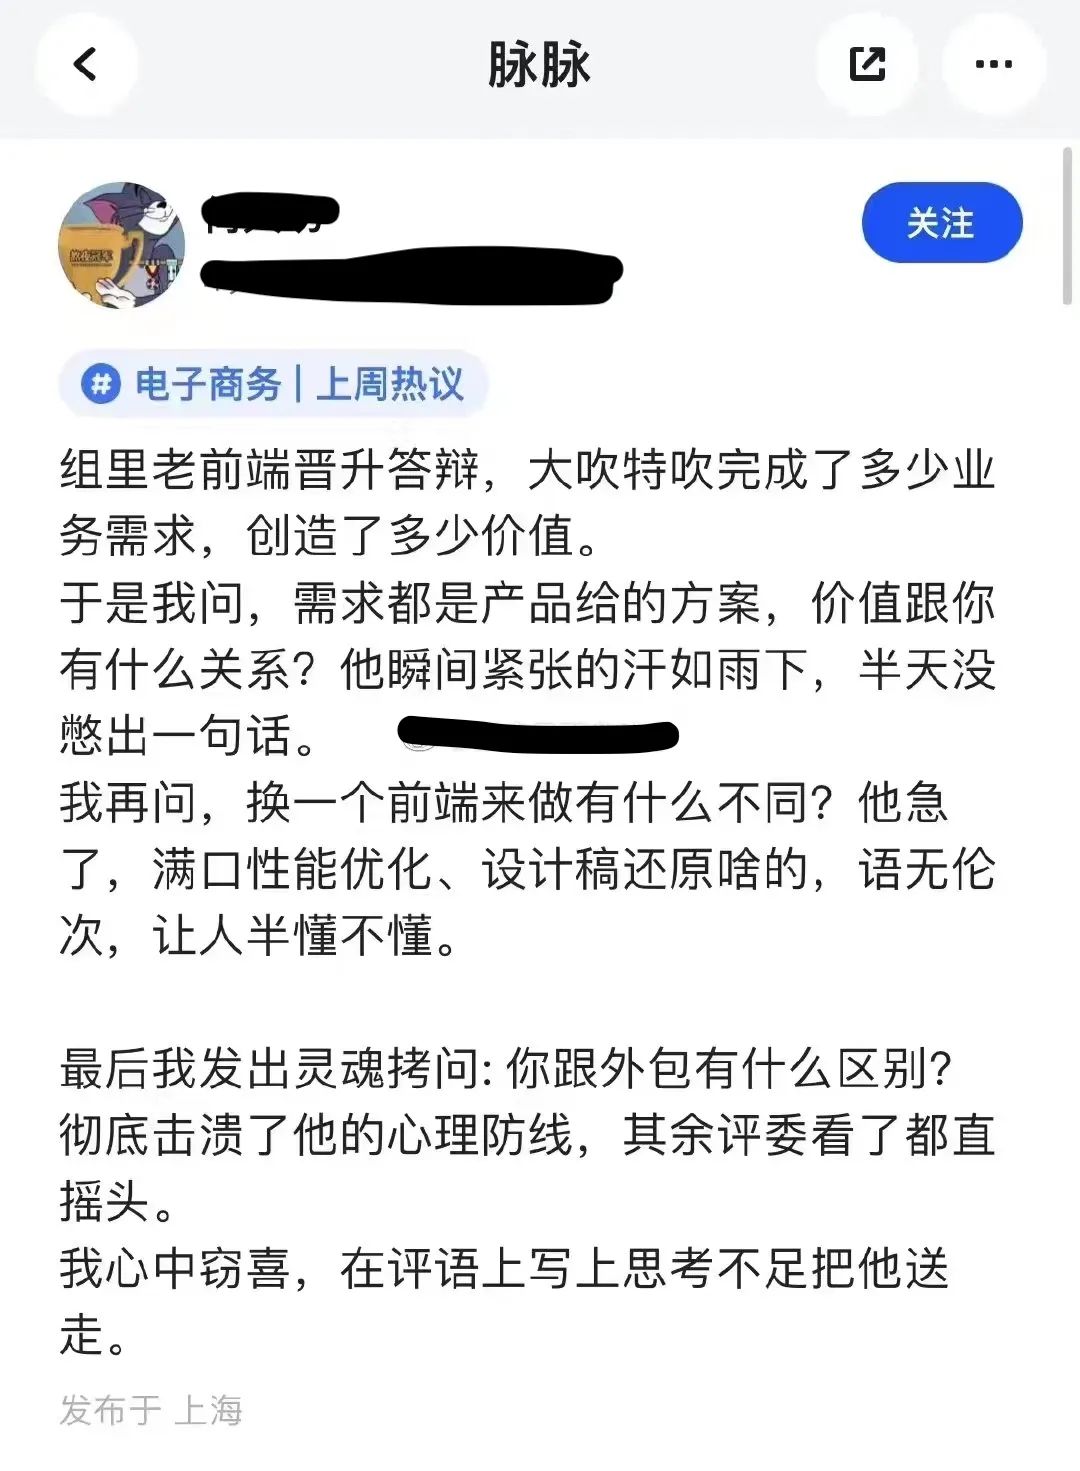 脉脉
关注
# 电子商务 | 上周热议
组里老前端晋升答辩，大吹特吹完成了多少业
务需求，创造了多少价值。
于是我问，需求都是产品给的方案，价值跟你
有什么关系？他瞬间紧张的汗如雨下，半天没
憋出一句话。
我再问，换一个前端来做有什么不同？他急
了，满口性能优化、设计稿还原啥的，语无伦
次，让人半懂不懂。
最后我发出灵魂拷问: 你跟外包有什么区别？
彻底击溃了他的心理防线，其余评委看了都直
摇头。
我心中窃喜，在评语上写上思考不足把他送
走。
发布于 上海